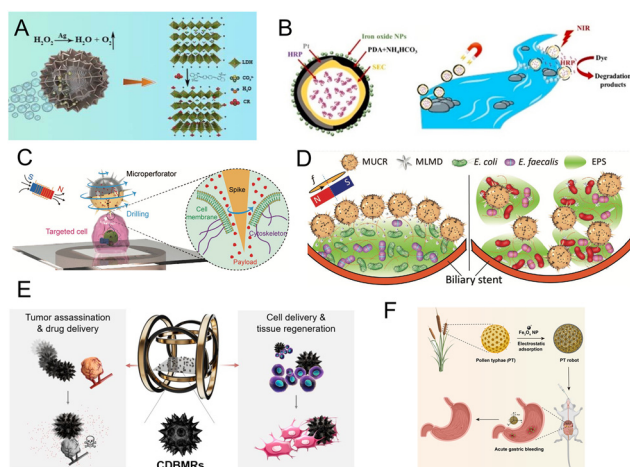 A
H₂O₂ Ag H₂O + O₂
LDH
CO₃²⁻
H₂O
CR
B
Iron oxide NPs
Pt
HRP
PDA+NH₄HCO₃
SEC
NIR
HRP
Dye
Degradation
products
C
S
N
Microperforator
Drilling
Targeted cell
Spike
Cell
membrane
Cytoskeleton
Payload
D
MUCR
MLMD
E. coli
E. faecalis
EPS
f
N
S
Biliary stent
E
Tumor assassination
& drug delivery
Cell delivery &
tissue regeneration
CDBMRs
F
Pollen typhae (PT)
Fe₃O₄ NP
Electrostatic
adsorption
PT robot
Acute gastric bleeding